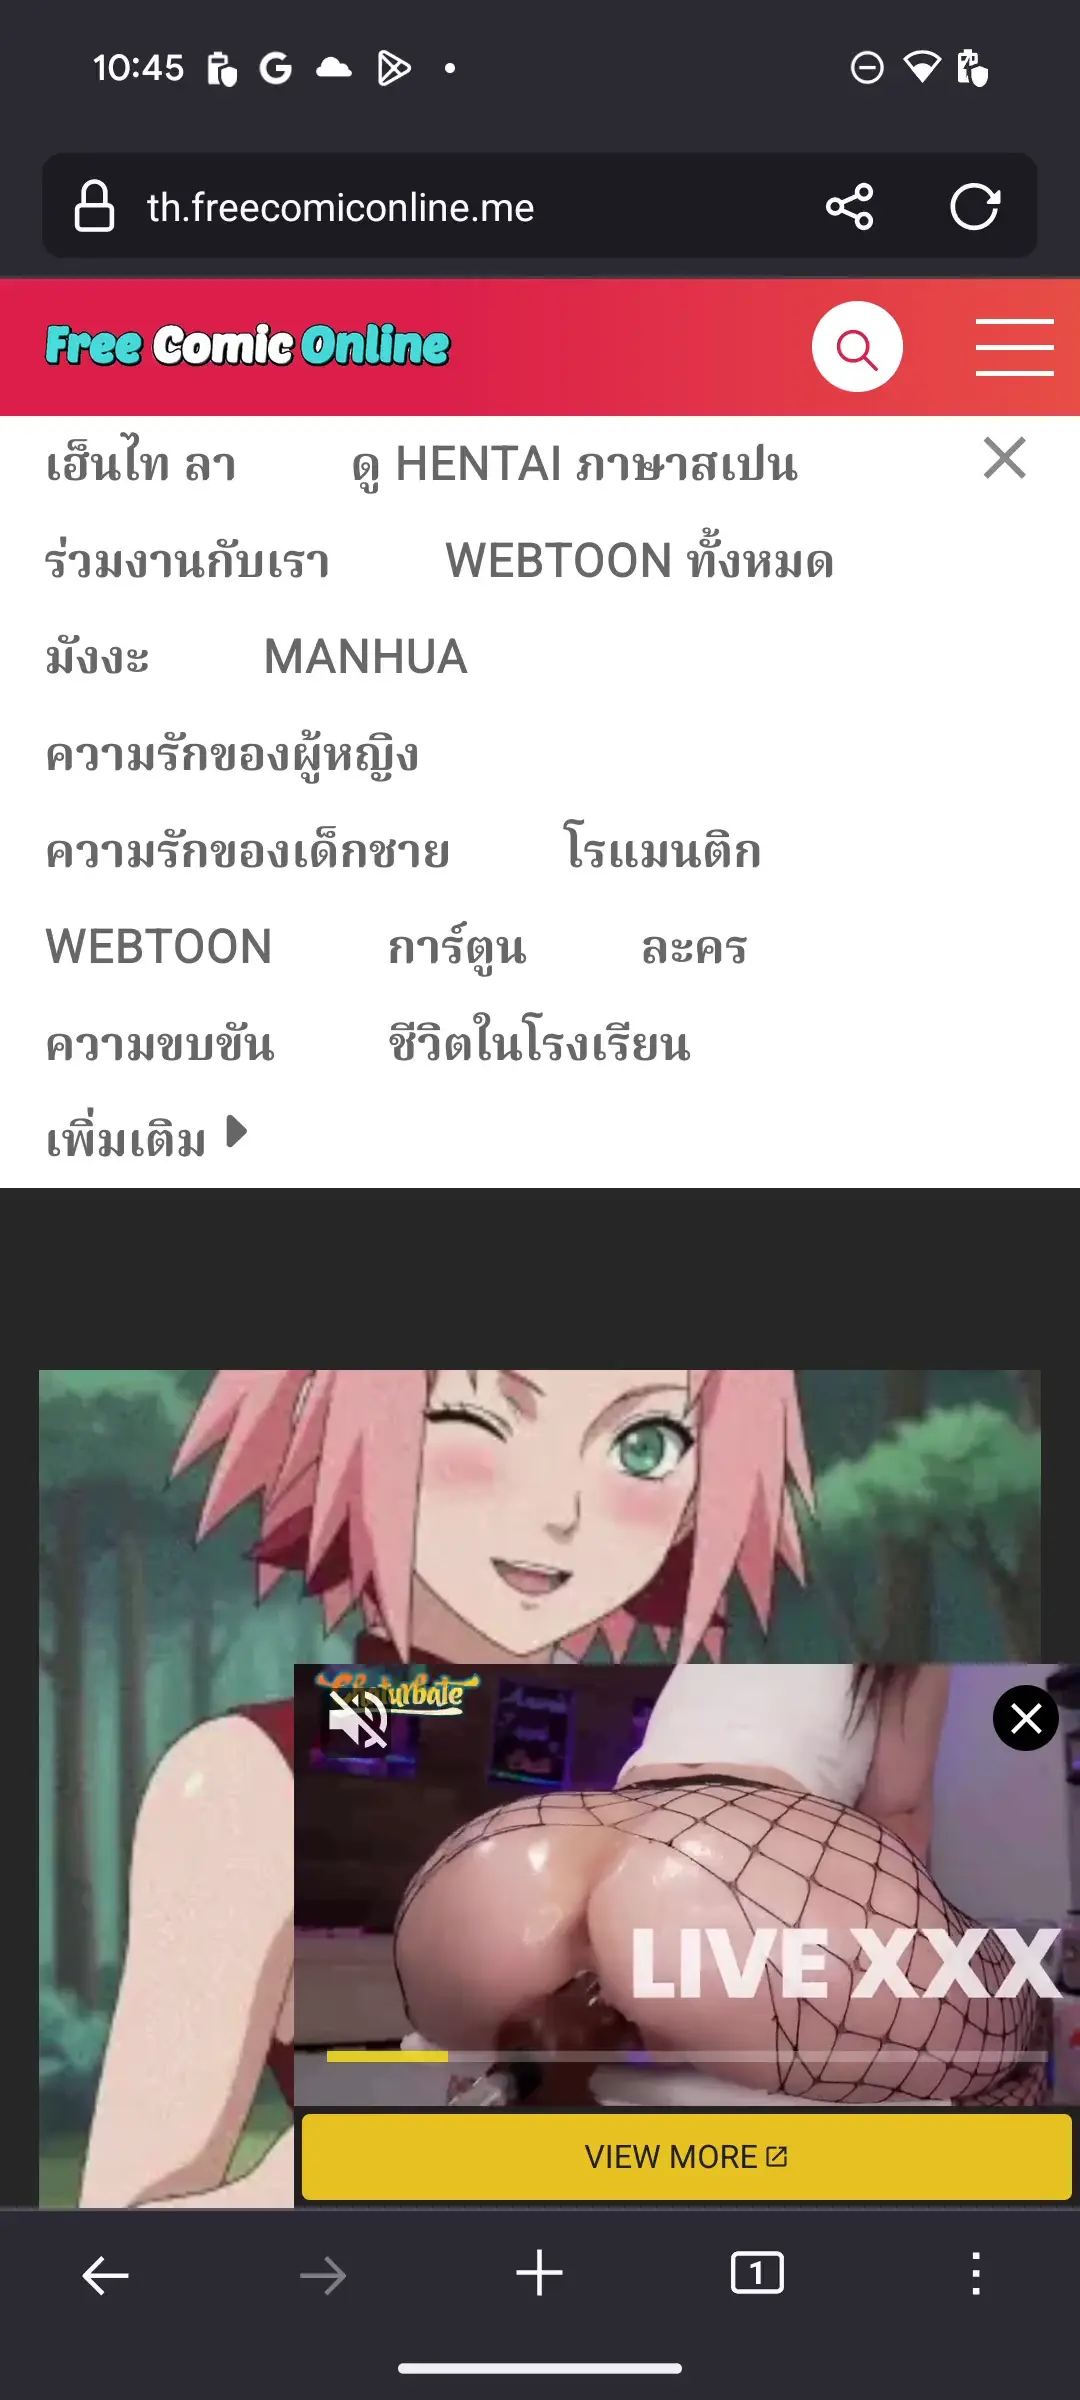 10:45
th.freecomiconline.me
Free Comic Online
เฮ็นไท ลา ดู HENTAI ภาษาสเปน
ร่วมงานกับเรา WEBTOON ทั้งหมด
มังงะ MANHUA
ความรักของผู้หญิง
ความรักของเด็กชาย โรแมนติก
WEBTOON การ์ตูน ละคร
ความขบขัน ชีวิตในโรงเรียน
เพิ่มเติม
Chaturbate
LIVE XXX
VIEW MORE
1